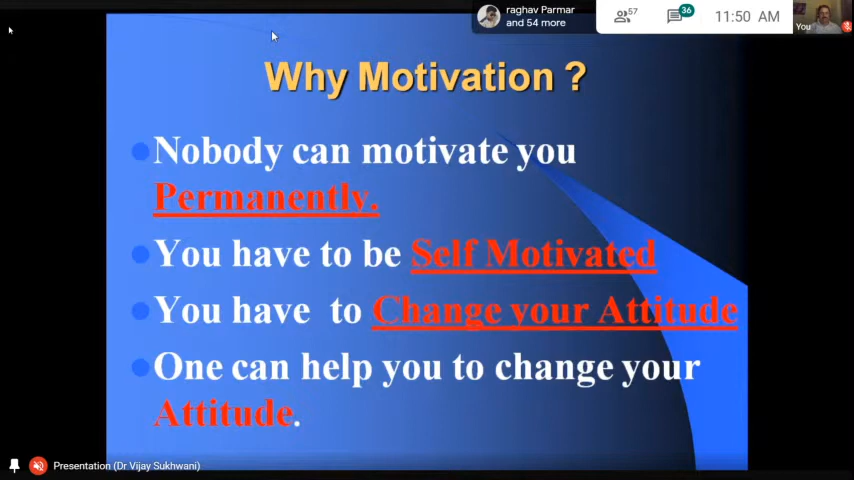 raghav Parmar
and 54 more
57
36
11:50 AM
You
Why Motivation ?
Nobody can motivate you
Permanently.
You have to be Self Motivated
You have to Change your Attitude
One can help you to change your
Attitude.
Presentation (Dr Vijay Sukhwani)